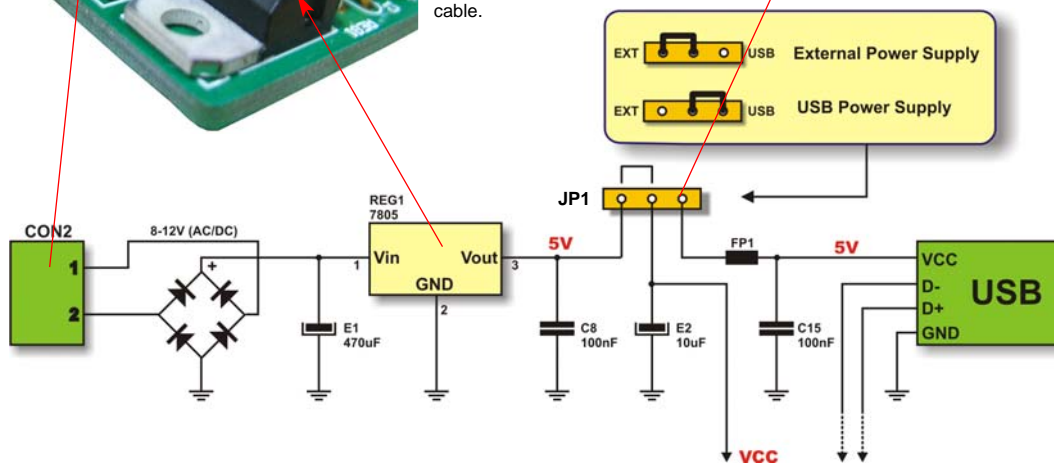 cable.
EXT USB External Power Supply
EXT USB USB Power Supply
JP1
REG1
7805
CON2
8-12V (AC/DC)
1
2
+
1
Vin
Vout
3
GND
2
5V
FP1
5V
VCC
D-
D+
GND
USB
E1
470uF
C8
100nF
E2
10uF
C15
100nF
VCC